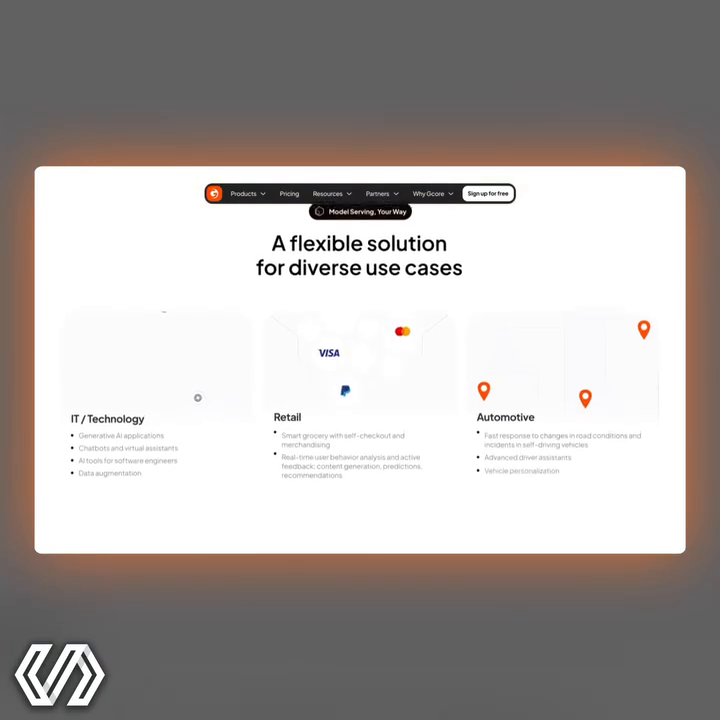 Products Pricing Resources Partners Why Gcore Sign up for free
Model Serving, Your Way
A flexible solution
for diverse use cases
VISA
IT / Technology
Generative AI applications
Chatbots and virtual assistants
AI tools for software engineers
Data augmentation
Retail
Smart grocery with self-checkout and
merchandising
Real-time user behavior analysis and active
feedback; content generation, predictions,
recommendations
Automotive
Fast response to changes in road conditions and
incidents in self-driving vehicles
Advanced driver assistants
Vehicle personalization